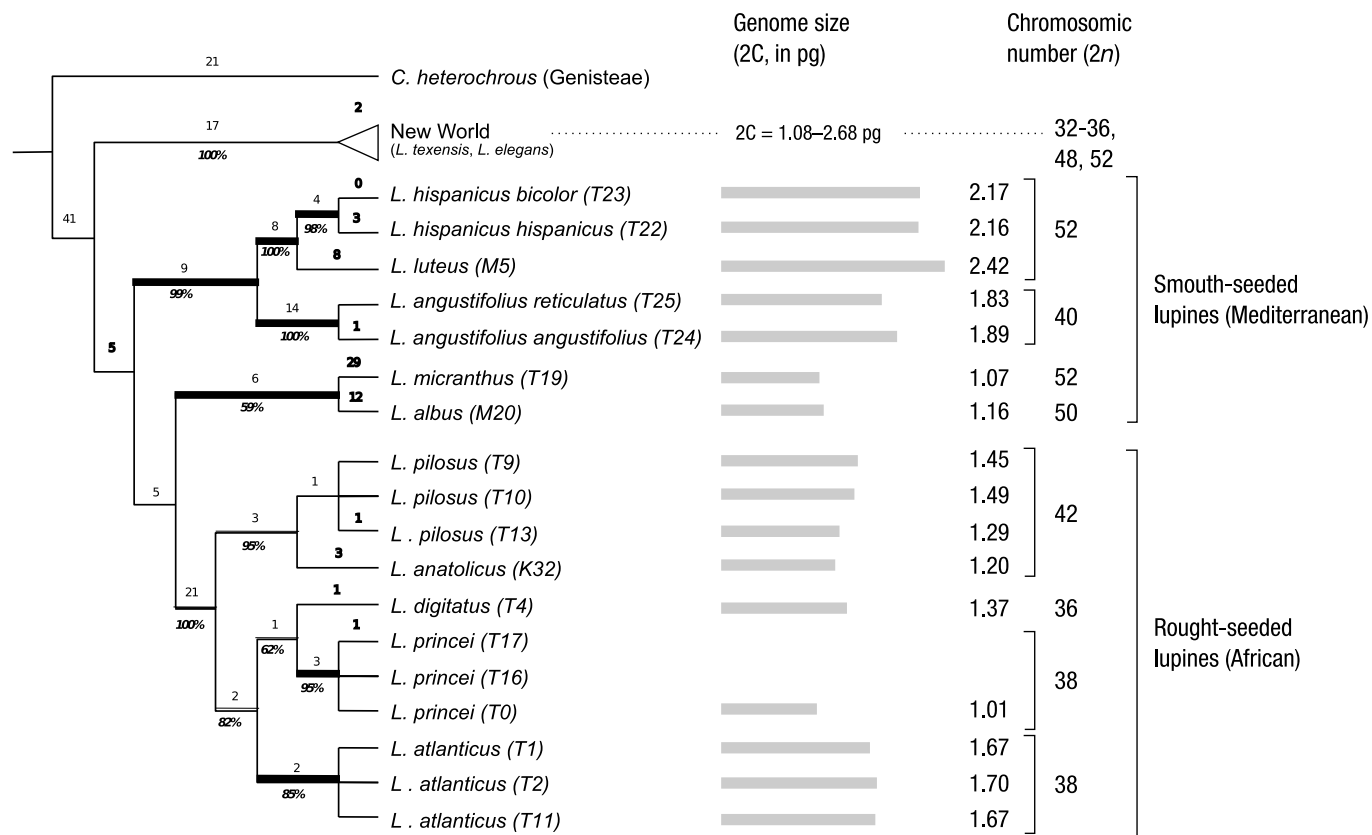 Genome size
(2C, in pg)
Chromosomic
number (2n)
21
C. heterochrous (Genisteae)
2
17
100%
New World
(L. texensis, L. elegans)
2C = 1.08–2.68 pg
32-36,
48, 52
41
0
4
L. hispanicus bicolor (T23)
2.17
98%
3
8
L. hispanicus hispanicus (T22)
2.16
52
100%
8
L. luteus (M5)
2.42
9
99%
Smouth-seeded
lupines (Mediterranean)
14
L. angustifolius reticulatus (T25)
1.83
40
100%
1
L. angustifolius angustifolius (T24)
1.89
5
29
6
L. micranthus (T19)
1.07
52
59%
12
L. albus (M20)
1.16
50
L. pilosus (T9)
1.45
1
5
L. pilosus (T10)
1.49
42
3
1
L . pilosus (T13)
1.29
95%
3
L. anatolicus (K32)
1.20
21
100%
1
L. digitatus (T4)
1.37
36
1
62%
1
L. princei (T17)
Rought-seeded
lupines (African)
3
95%
L. princei (T16)
38
2
82%
L. princei (T0)
1.01
L. atlanticus (T1)
1.67
2
85%
L . atlanticus (T2)
1.70
38
L . atlanticus (T11)
1.67